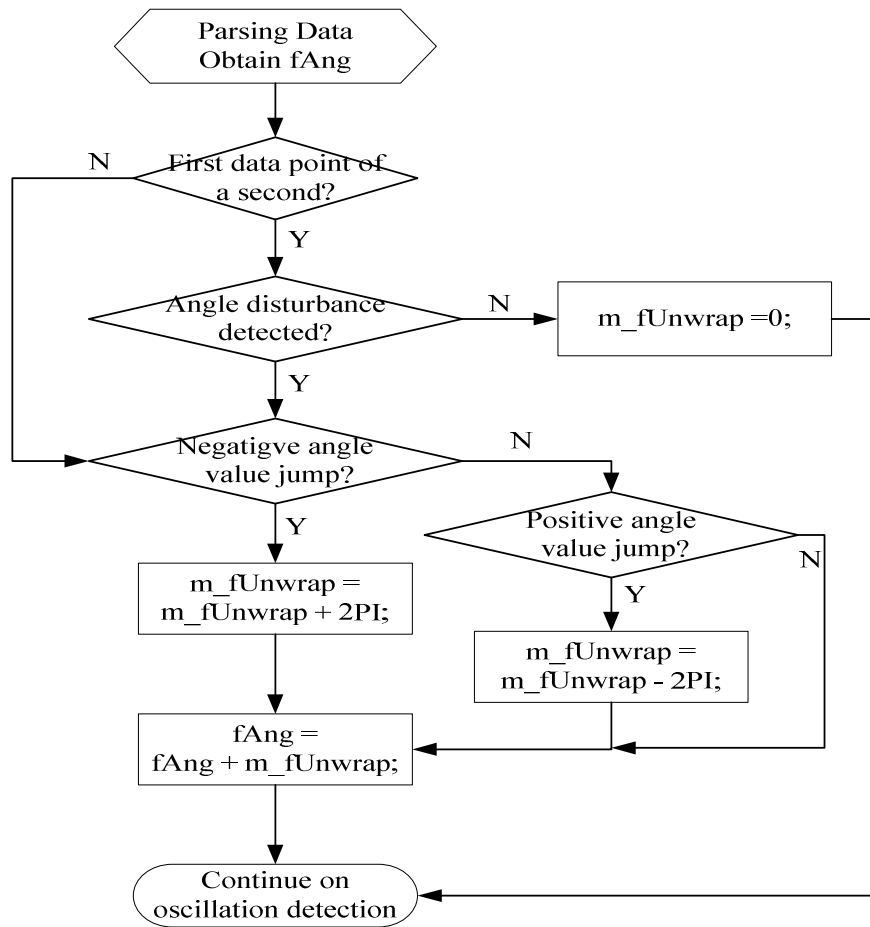 Parsing Data
Obtain fAng
N
First data point of
a second?
Y
Angle disturbance
detected?
N
m_fUnwrap =0;
Y
Negatigve angle
value jump?
N
Y
Positive angle
value jump?
N
m_fUnwrap =
m_fUnwrap + 2PI;
Y
m_fUnwrap =
m_fUnwrap - 2PI;
fAng =
fAng + m_fUnwrap;
Continue on
oscillation detection